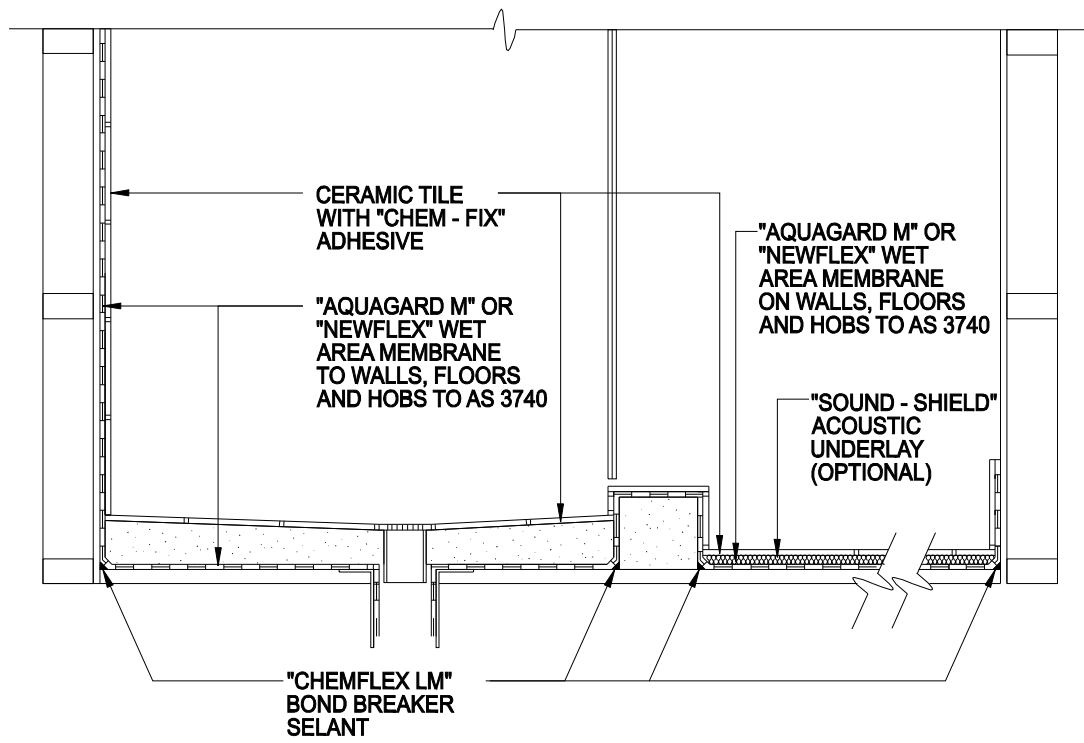 CERAMIC TILE
WITH "CHEM - FIX"
ADHESIVE
"AQUAGARD M" OR
"NEWFLEX" WET
AREA MEMBRANE
TO WALLS, FLOORS
AND HOBS TO AS 3740
"AQUAGARD M" OR
"NEWFLEX" WET
AREA MEMBRANE
ON WALLS, FLOORS
AND HOBS TO AS 3740
"SOUND - SHIELD"
ACOUSTIC
UNDERLAY
(OPTIONAL)
"CHEMFLEX LM"
BOND BREAKER
SELANT